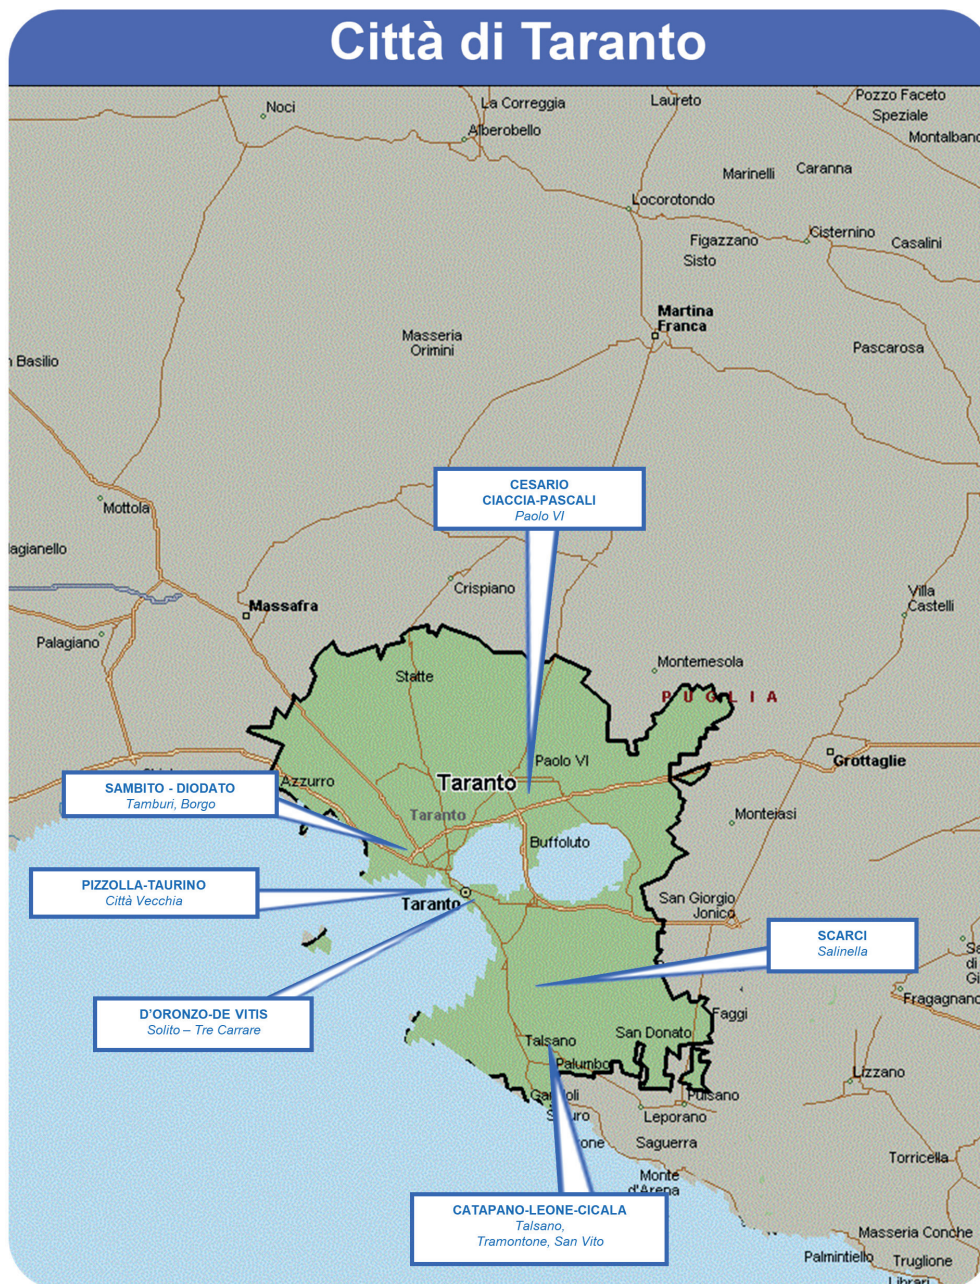 Città di Taranto
Noci
La Correggia
Alberobello
Laureto
Pozzo Faceto
Speziale
Marinelli
Caranna
Locorotondo
Figazzano
Sisto
Cisternino
Casalini
Martina
Franca
Masseria
Orimini
Pascarosa
Basilio
Mottola
CESARIO
CIACCIA-PASCALI
Paolo VI
Crispiano
Massafra
Palagiano
Villa
Castelli
Statte
Montemesola
PUGLIA
Grottaglie
Azzurro
Paolo VI
Taranto
Taranto
SAMBITO - DIODATO
Tamburi, Borgo
Monteiasi
Buffoluto
PIZZOLLA-TAURINO
Città Vecchia
Taranto
San Giorgio
Jonico
SCARCI
Salinella
Fragagnano
D'ORONZO-DE VITIS
Solito – Tre Carrare
Faggi
San Donato
Talsano
Palumbo
Lizzano
Pulsano
Leporano
Saguerra
Monte
d'Arena
Torricella
CATAPANO-LEONE-CICALA
Talsano,
Tramontone, San Vito
Masseria Conche
Palmintiello
Truglione
Librari